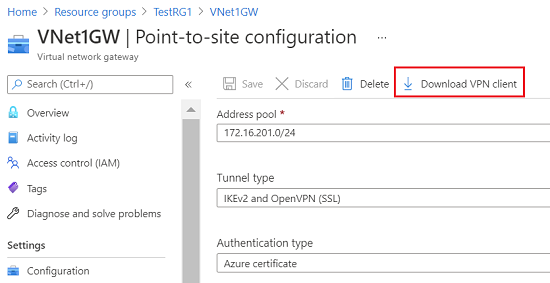 Home > Resource groups > TestRG1 > VNet1GW
VNet1GW | Point-to-site configuration ...
Virtual network gateway
Search (Ctrl+/) «
Save Discard Delete Download VPN client
Overview
Activity log
Access control (IAM)
Tags
Diagnose and solve problems
Settings
Configuration
Address pool *
172.16.201.0/24
Tunnel type
IKEv2 and OpenVPN (SSL)
Authentication type
Azure certificate